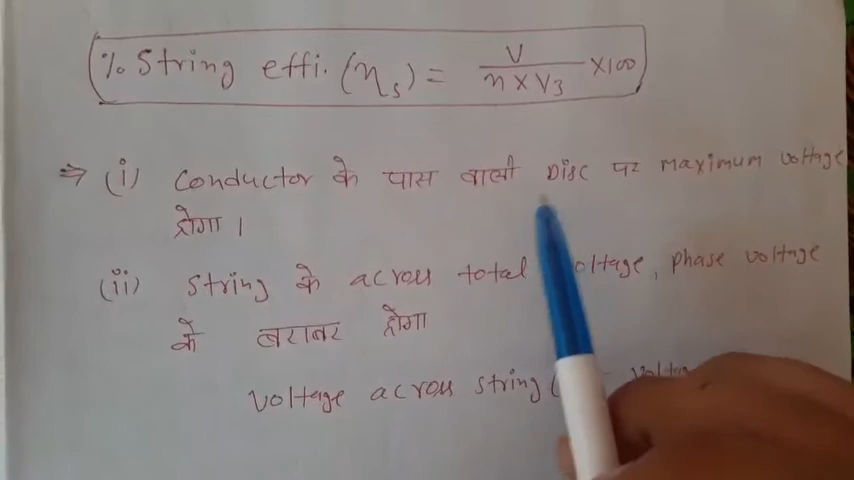 % String effi. (ηs) = V / n × V3 × 100
⇒ (i) Conductor के पास वाली Disc पर maximum voltage
होगा।
(ii) String के across total voltage, phase voltage
के बराबर होगा
voltage across string (